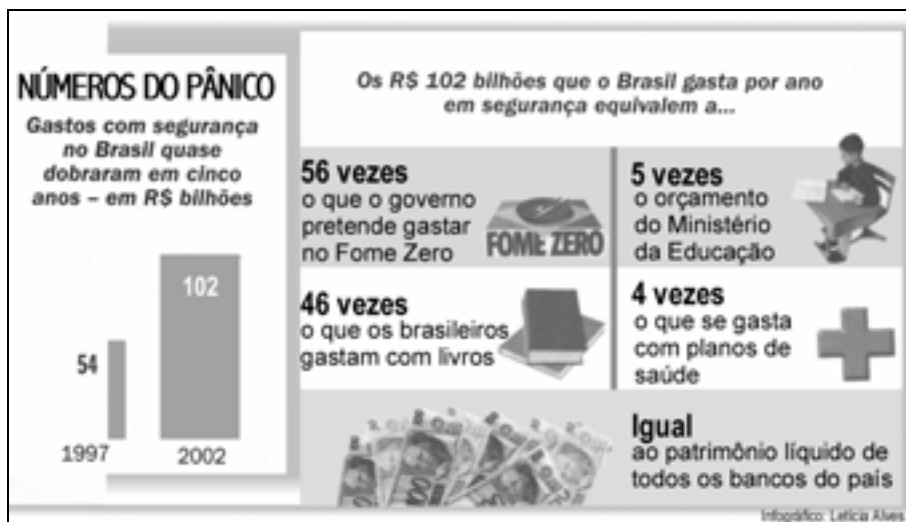 NÚMEROS DO PÂNICO
Gastos com segurança
no Brasil quase
dobraram em cinco
anos – em R$ bilhões
102
54
1997
2002
Os R$ 102 bilhões que o Brasil gasta por ano
em segurança equivalem a...
56 vezes
o que o governo
pretende gastar
no Fome Zero
FOME ZERO
5 vezes
o orçamento
do Ministério
da Educação
46 vezes
o que os brasileiros
gastam com livros
4 vezes
o que se gasta
com planos de
saúde
Igual
ao patrimônio líquido de
todos os bancos do país
Infográfico: Letícia Alves